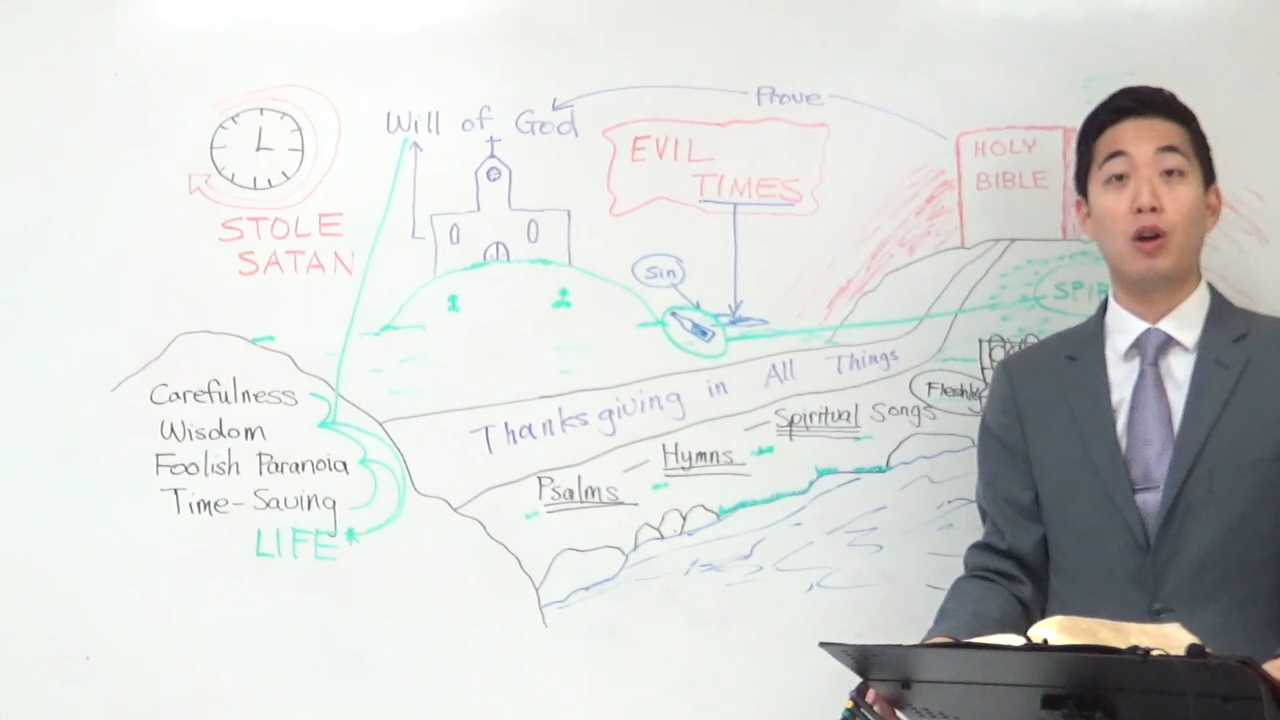 Will of God
Prove
EVIL
TIMES
HOLY
BIBLE
STOLE
SATAN
Sin
Thanksgiving in All Things
Carefulness
Wisdom
Foolish Paranoia
Time-Saving
LIFE
Psalms – Hymns – Spiritual Songs